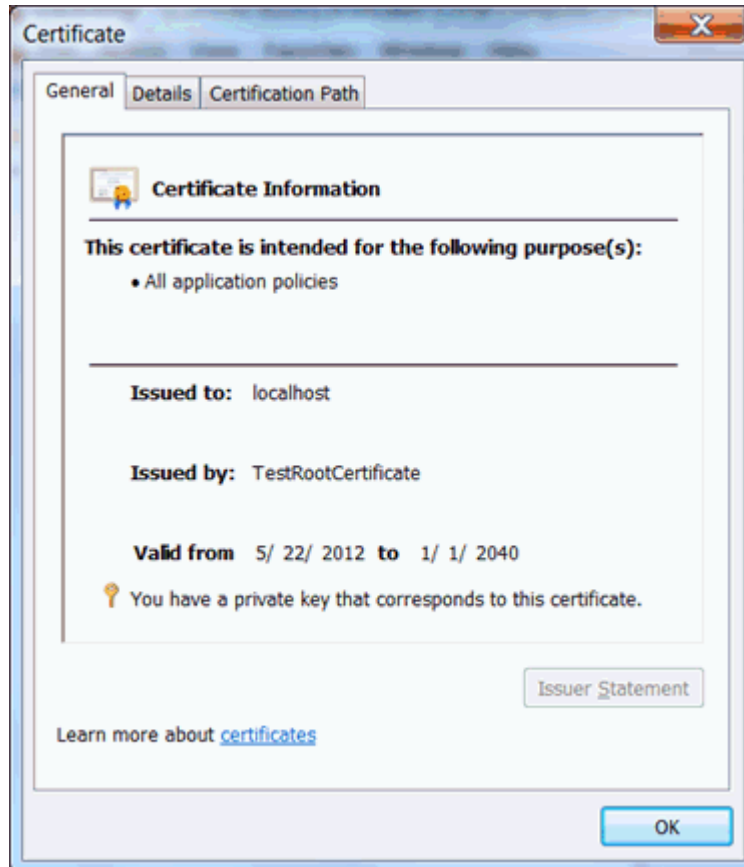 Certificate
General Details Certification Path
Certificate Information
This certificate is intended for the following purpose(s):
• All application policies
Issued to: localhost
Issued by: TestRootCertificate
Valid from 5/ 22/ 2012 to 1/ 1/ 2040
You have a private key that corresponds to this certificate.
Issuer Statement
Learn more about certificates
OK